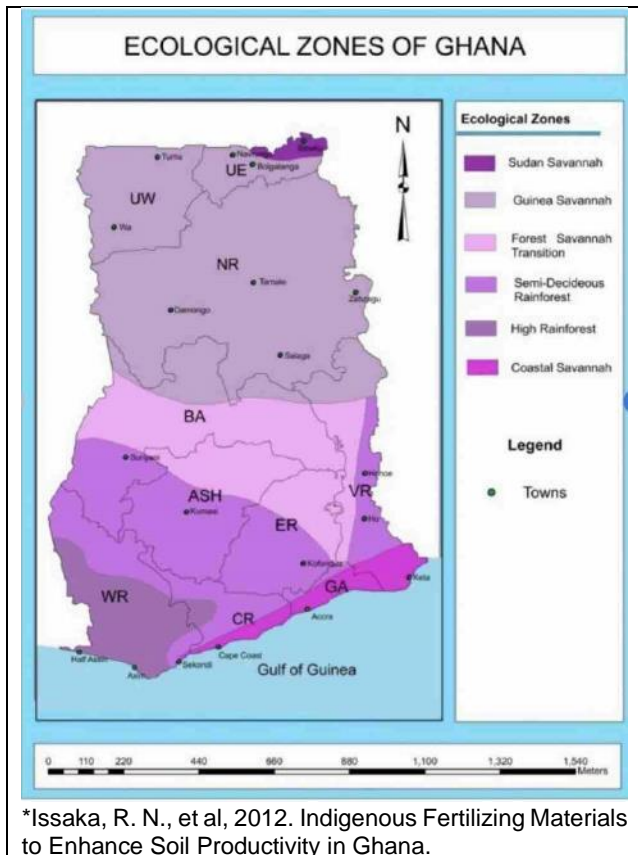 ECOLOGICAL ZONES OF GHANA
N
Ecological Zones
Sudan Savannah
Guinea Savannah
Forest Savannah
Transition
Semi-Decideous
Rainforest
High Rainforest
Coastal Savannah
Legend
Towns
Tumu
UE
Bolgatanga
UW
Wa
NR
Tamale
Damongo
Salaga
BA
Sunyani
ASH
Kumasi
VR
Ho
ER
Koforidua
WR
GA
Keta
CR
Accra
Half Assini
Axim
Sekondi
Cape Coast
Gulf of Guinea
0 110 220 440 660 880 1,100 1,320 1,540
Meters
*Issaka, R. N., et al, 2012. Indigenous Fertilizing Materials
to Enhance Soil Productivity in Ghana.